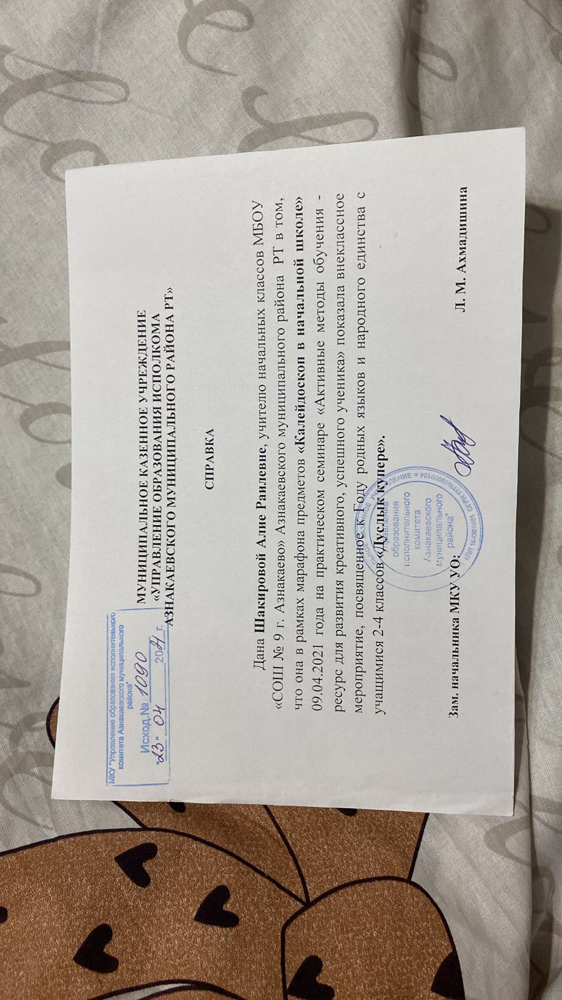 МКУ "Управление образования исполнительного
комитета Азнакаевского муниципального
района"
Исход.№ 1090
"23" 04 2021 г.
МУНИЦИПАЛЬНОЕ КАЗЕННОЕ УЧРЕЖДЕНИЕ
«УПРАВЛЕНИЕ ОБРАЗОВАНИЯ ИСПОЛКОМА
АЗНАКАЕВСКОГО МУНИЦИПАЛЬНОГО РАЙОНА РТ»
СПРАВКА
Дана Шакировой Алие Раилевне, учителю начальных классов МБОУ
«СОШ № 9 г. Азнакаево» Азнакаевского муниципального района РТ в том,
что она в рамках марафона предметов «Калейдоскоп в начальной школе»
09.04.2021 года на практическом семинаре «Активные методы обучения -
ресурс для развития креативного, успешного ученика» показала внеклассное
мероприятие, посвященное к Году родных языков и народного единства с
учащимися 2-4 классов «Дуслык купере».
Управление
образования
исполнительного
комитета
Азнакаевского
муниципального
района"
Зам. начальника МКУ УО:
Л. М. Ахмадишина